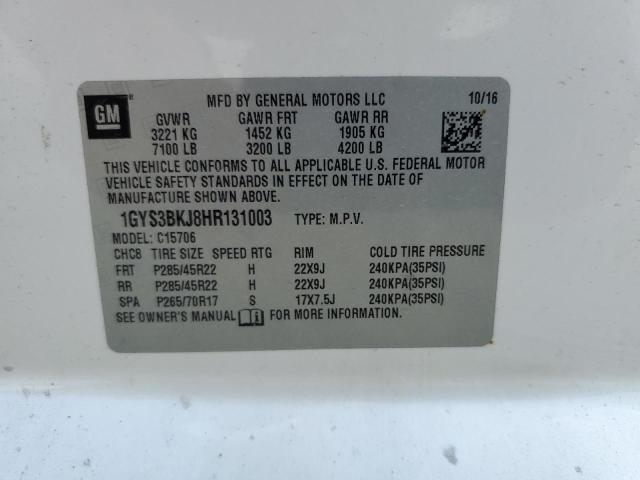 GM
MFD BY GENERAL MOTORS LLC 10/16
GVWR GAWR FRT GAWR RR
3221 KG 1452 KG 1905 KG
7100 LB 3200 LB 4200 LB
THIS VEHICLE CONFORMS TO ALL APPLICABLE U.S. FEDERAL MOTOR
VEHICLE SAFETY STANDARDS IN EFFECT ON THE DATE OF
MANUFACTURE SHOWN ABOVE.
1GYS3BKJ8HR131003 TYPE: M.P.V.
MODEL: C15706
CHC8 TIRE SIZE SPEED RTG RIM COLD TIRE PRESSURE
FRT P285/45R22 H 22X9J 240KPA(35PSI)
RR P285/45R22 H 22X9J 240KPA(35PSI)
SPA P265/70R17 S 17X7.5J 240KPA(35PSI)
SEE OWNER'S MANUAL FOR MORE INFORMATION.